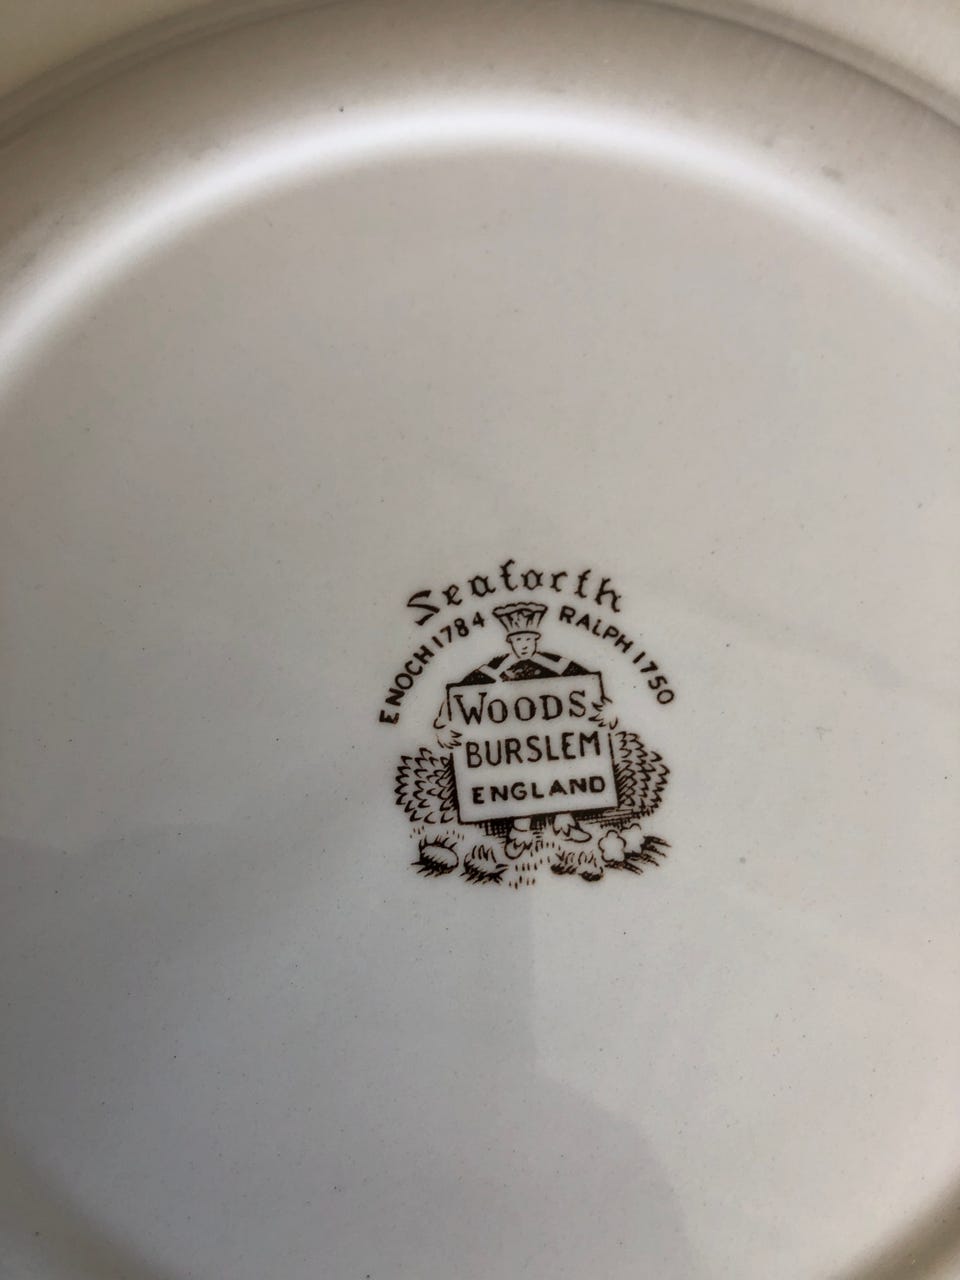 Seaforth
ENOCH 1784 RALPH 1750
WOODS
BURSLEM
ENGLAND